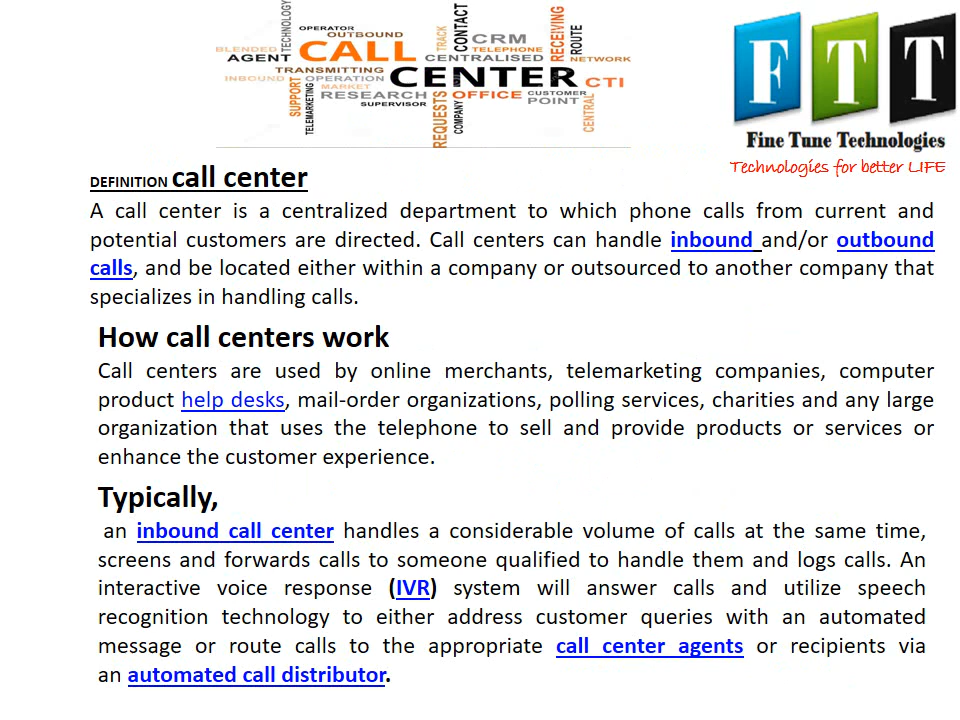 TECHNOLOGY
OPERATOR
OUTBOUND
TRACK
CONTACT
RECEIVING
ROUTE
BLENDED
AGENT
CALL
CRM
TELEPHONE
CENTRALISED
NETWORK
TRANSMITTING
INBOUND
OPERATION
CENTER
CTI
SUPPORT
TELEMARKETING
MARKET
RESEARCH
SUPERVISOR
REQUESTS
COMPANY
OFFICE
CUSTOMER
POINT
CENTRAL
F T T
Fine Tune Technologies
Technologies for better LIFE
DEFINITION call center
A call center is a centralized department to which phone calls from current and
potential customers are directed. Call centers can handle inbound and/or outbound
calls, and be located either within a company or outsourced to another company that
specializes in handling calls.
How call centers work
Call centers are used by online merchants, telemarketing companies, computer
product help desks, mail-order organizations, polling services, charities and any large
organization that uses the telephone to sell and provide products or services or
enhance the customer experience.
Typically,
an inbound call center handles a considerable volume of calls at the same time,
screens and forwards calls to someone qualified to handle them and logs calls. An
interactive voice response (IVR) system will answer calls and utilize speech
recognition technology to either address customer queries with an automated
message or route calls to the appropriate call center agents or recipients via
an automated call distributor.